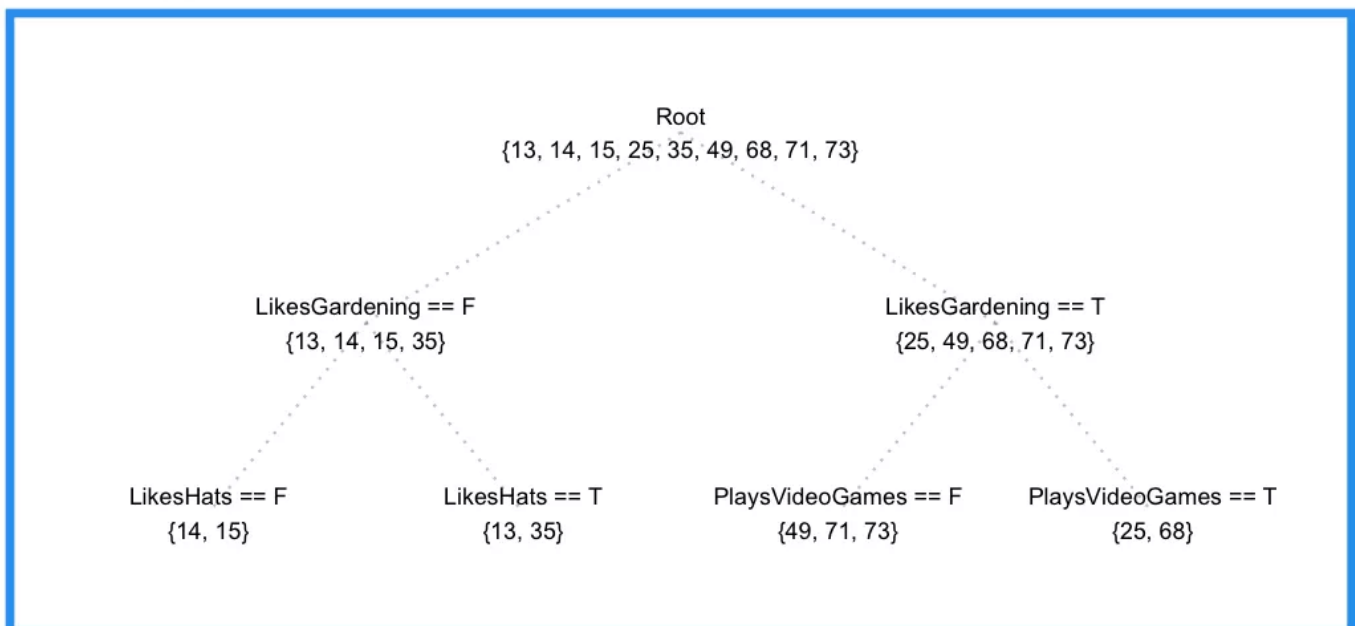 Root
{13, 14, 15, 25, 35, 49, 68, 71, 73}
LikesGardening == F
{13, 14, 15, 35}
LikesGardening == T
{25, 49, 68, 71, 73}
LikesHats == F
{14, 15}
LikesHats == T
{13, 35}
PlaysVideoGames == F
{49, 71, 73}
PlaysVideoGames == T
{25, 68}